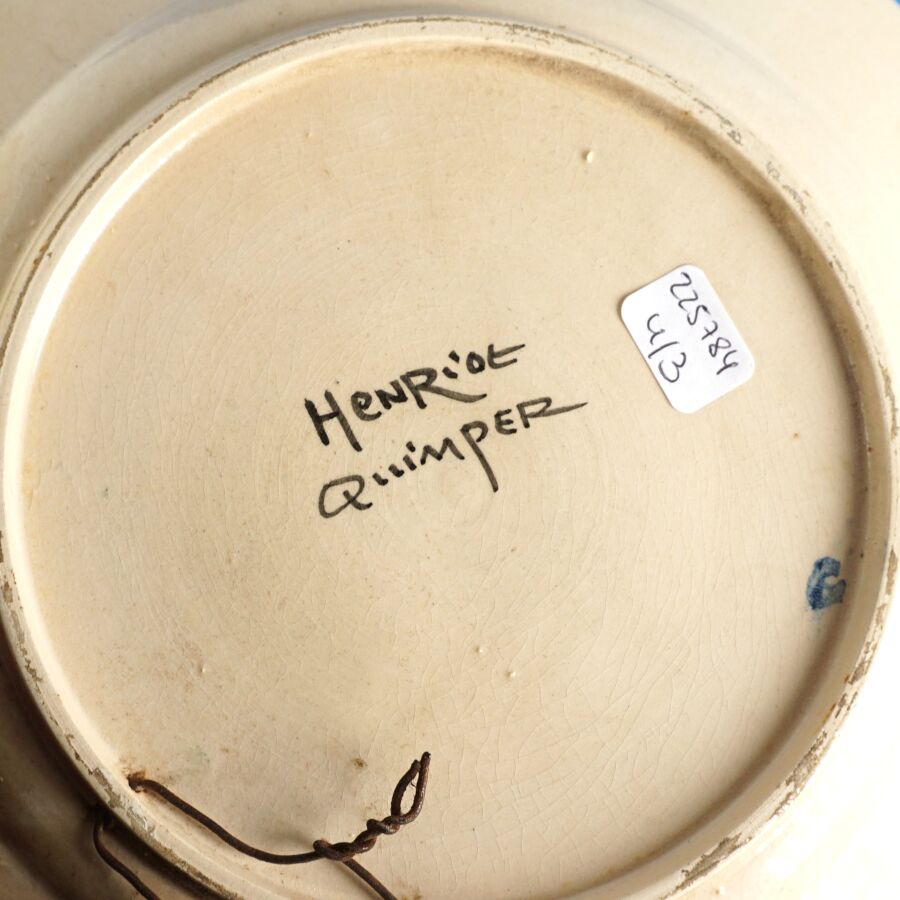 HENRiOt
QUiMPER
225784
4/3